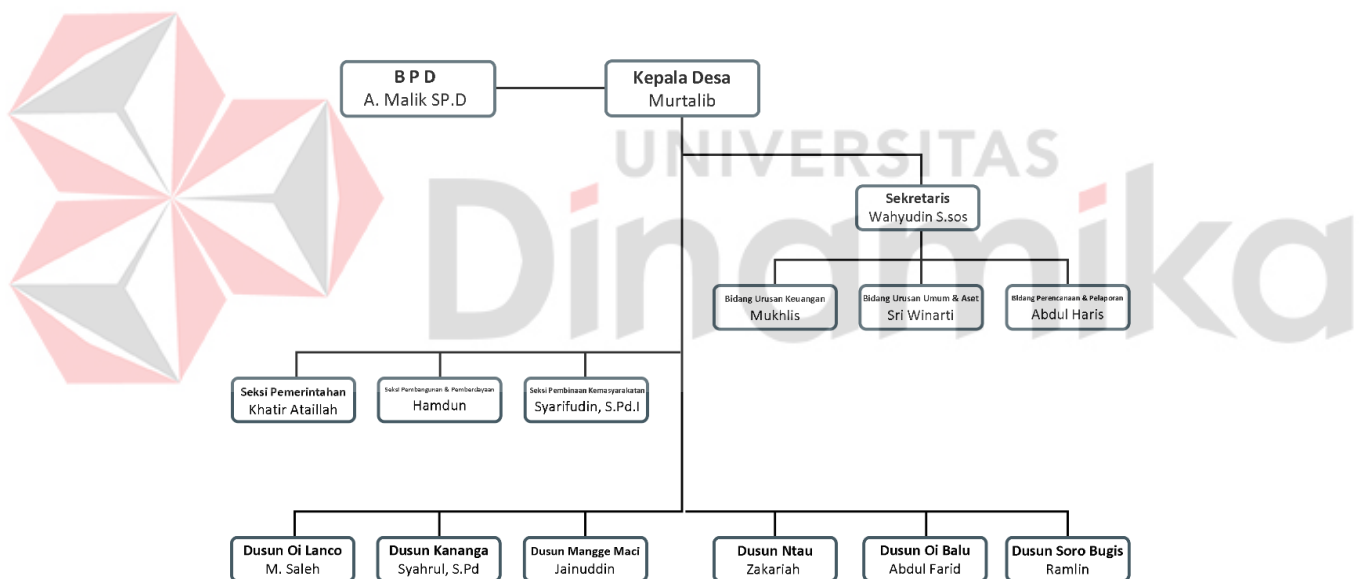 B P D
A. Malik SP.D
Kepala Desa
Murtalib
UNIVERSITAS
Dinamika
Sekretaris
Wahyudin S.sos
Bidang Urusan Keuangan
Mukhlis
Bidang Urusan Umum & Aset
Sri Winarti
Bidang Perencanaan & Pelaporan
Abdul Haris
Seksi Pemerintahan
Khatir Ataillah
Seksi Pembangunan & Pemberdayaan
Hamdun
Seksi Pembinaan Kemasyarakatan
Syarifudin, S.Pd.I
Dusun Oi Lanco
M. Saleh
Dusun Kananga
Syahrul, S.Pd
Dusun Mangge Maci
Jainuddin
Dusun Ntau
Zakariah
Dusun Oi Balu
Abdul Farid
Dusun Soro Bugis
Ramlin